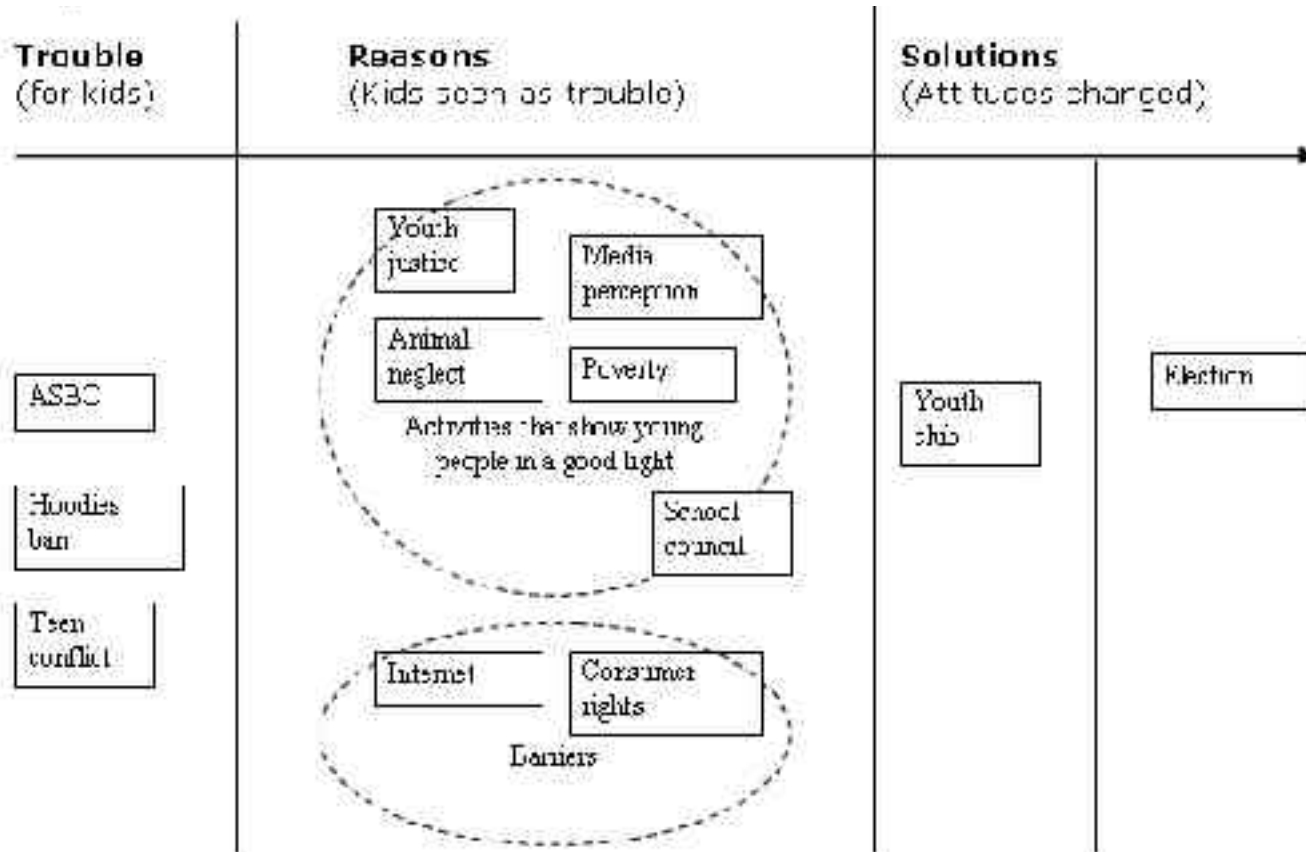 Trouble
(for kids)
Reasons
(Kids seen as trouble)
Solutions
(Attitudes changed)
Youth
justice
Media
perception
Animal
neglect
Poverty
Activities that show young
people in a good light
School
council
Internet
Consumer
rights
Barriers
ASBO
Hoodies
ban
Teen
conflict
Youth
club
Election